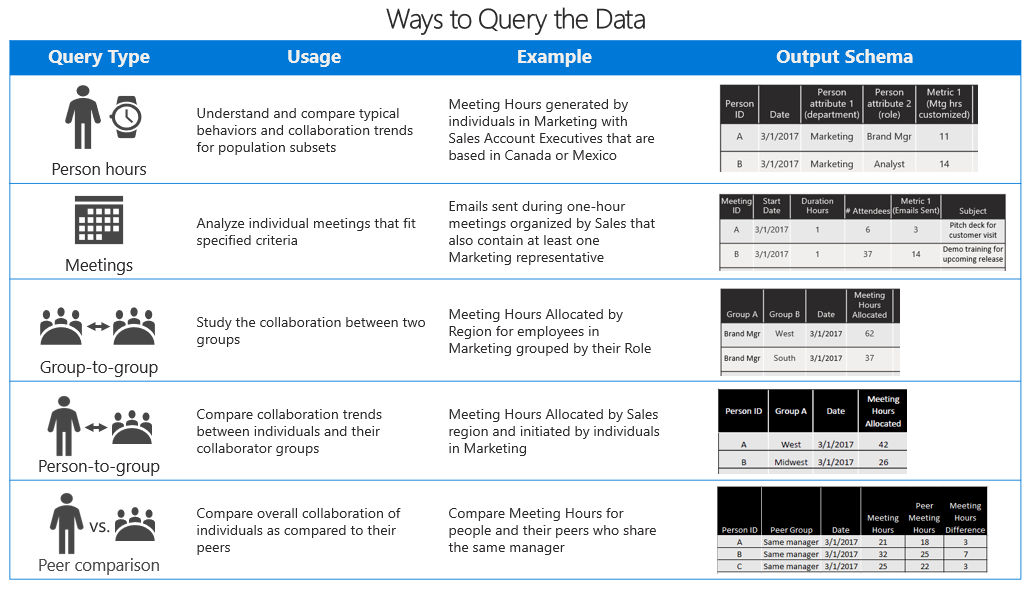 Ways to Query the Data
Query Type Usage Example Output Schema
Person hours
Understand and compare typical
behaviors and collaboration trends
for population subsets
Meeting Hours generated by
individuals in Marketing with
Sales Account Executives that are
based in Canada or Mexico
Person ID Date Person attribute 1 (department) Person attribute 2 (role) Metric 1 (Mtg hrs customized)
A 3/1/2017 Marketing Brand Mgr 11
B 3/1/2017 Marketing Analyst 14
Meetings
Analyze individual meetings that fit
specified criteria
Emails sent during one-hour
meetings organized by Sales that
also contain at least one
Marketing representative
Meeting ID Start Date Duration Hours # Attendees Metric 1 (Emails Sent) Subject
A 3/1/2017 1 6 3 Pitch deck for customer visit
B 3/1/2017 1 37 14 Demo training for upcoming release
Group-to-group
Study the collaboration between two
groups
Meeting Hours Allocated by
Region for employees in
Marketing grouped by their Role
Group A Group B Date Meeting Hours Allocated
Brand Mgr West 3/1/2017 62
Brand Mgr South 3/1/2017 37
Person-to-group
Compare collaboration trends
between individuals and their
collaborator groups
Meeting Hours Allocated by Sales
region and initiated by individuals
in Marketing
Person ID Group A Date Meeting Hours Allocated
A West 3/1/2017 42
B Midwest 3/1/2017 26
vs.
Peer comparison
Compare overall collaboration of
individuals as compared to their
peers
Compare Meeting Hours for
people and their peers who share
the same manager
Person ID Peer Group Date Meeting Hours Peer Meeting Hours Meeting Hours Difference
A Same manager 3/1/2017 21 18 3
B Same manager 3/1/2017 32 25 7
C Same manager 3/1/2017 25 22 3